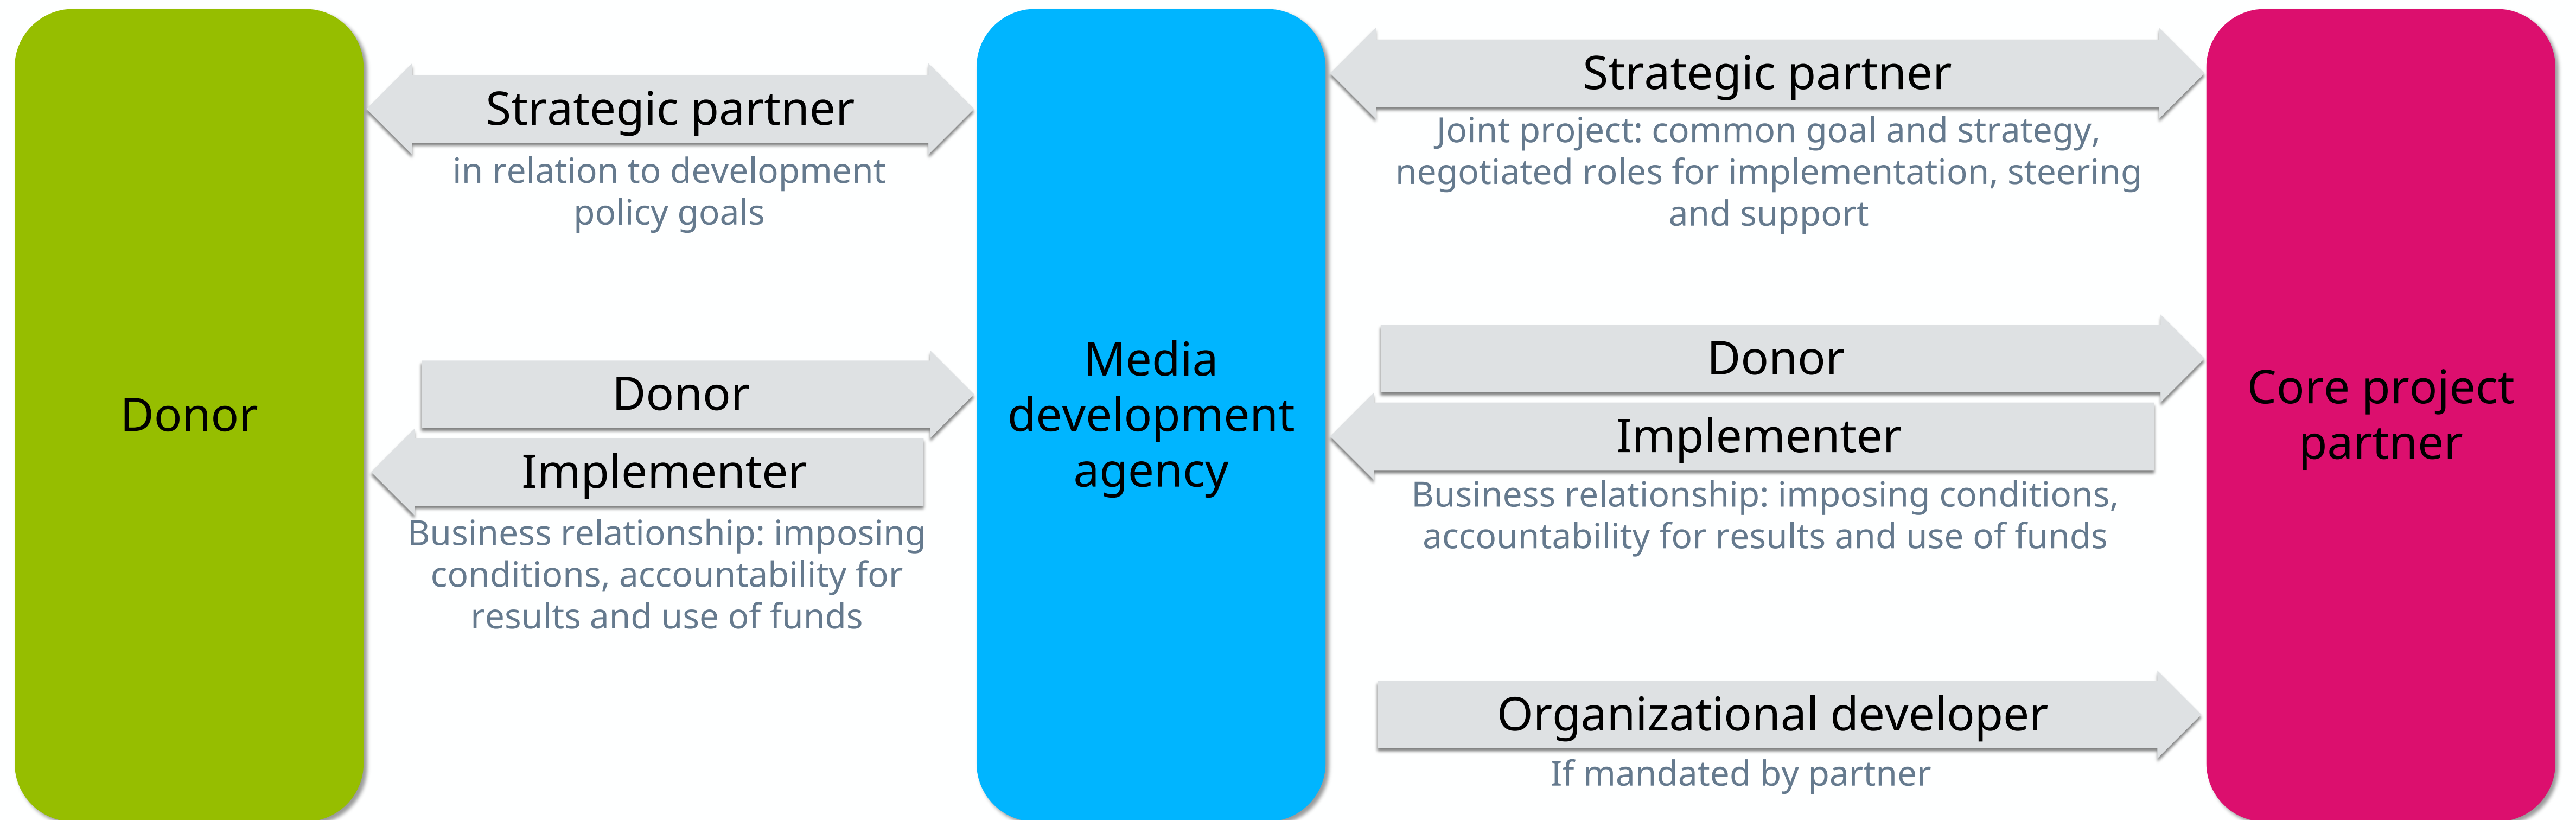 Donor
Strategic partner
in relation to development
policy goals
Donor
Implementer
Business relationship: imposing
conditions, accountability for
results and use of funds
Media
development
agency
Strategic partner
Joint project: common goal and strategy,
negotiated roles for implementation, steering
and support
Donor
Implementer
Business relationship: imposing conditions,
accountability for results and use of funds
Organizational developer
If mandated by partner
Core project
partner